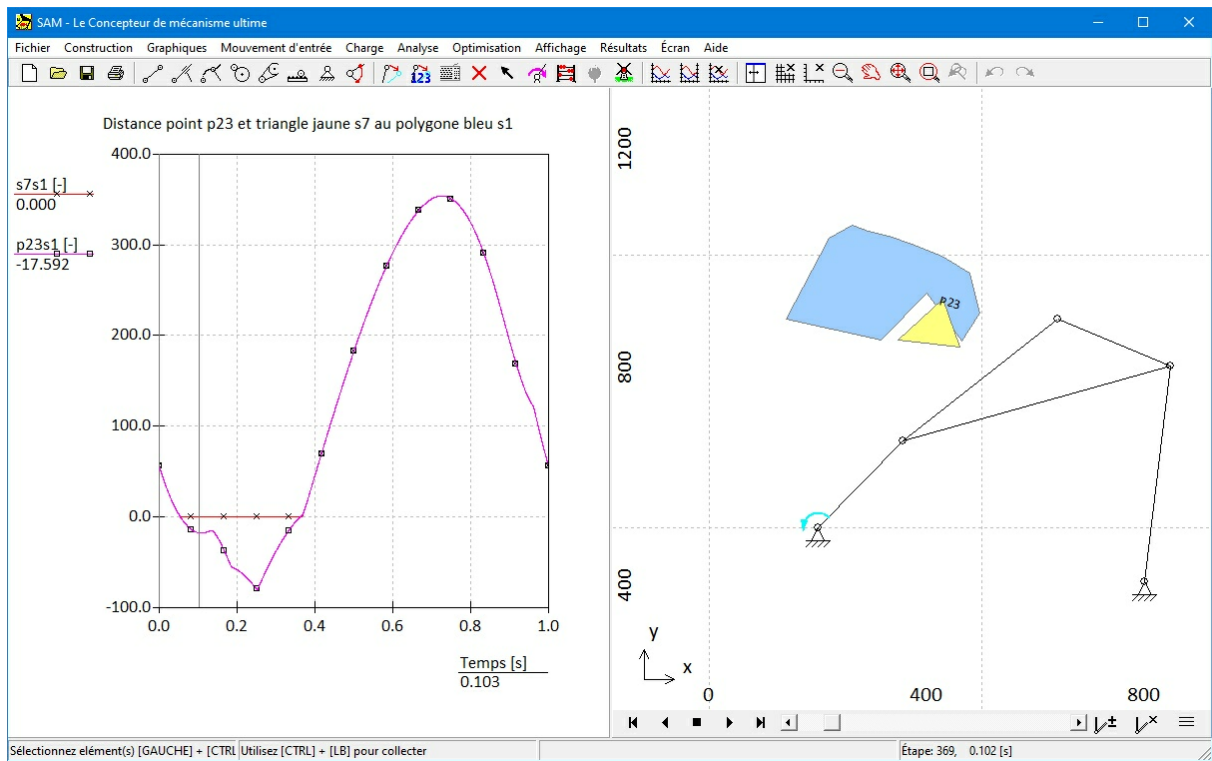 SAM - Le Concepteur de mécanisme ultime
Fichier Construction Graphiques Mouvement d'entrée Charge Analyse Optimisation Affichage Résultats Écran Aide
123
Distance point p23 et triangle jaune s7 au polygone bleu s1
s7s1 [-]
0.000
p23s1 [-]
-17.592
400.0
300.0
200.0
100.0
0.0
-100.0
0.0 0.2 0.4 0.6 0.8 1.0
Temps [s]
0.103
1200
800
400
P23
y
x
0 400 800
Sélectionnez elément(s) [GAUCHE] + [CTRL Utilisez [CTRL] + [LB] pour collecter
Étape: 369, 0.102 [s]